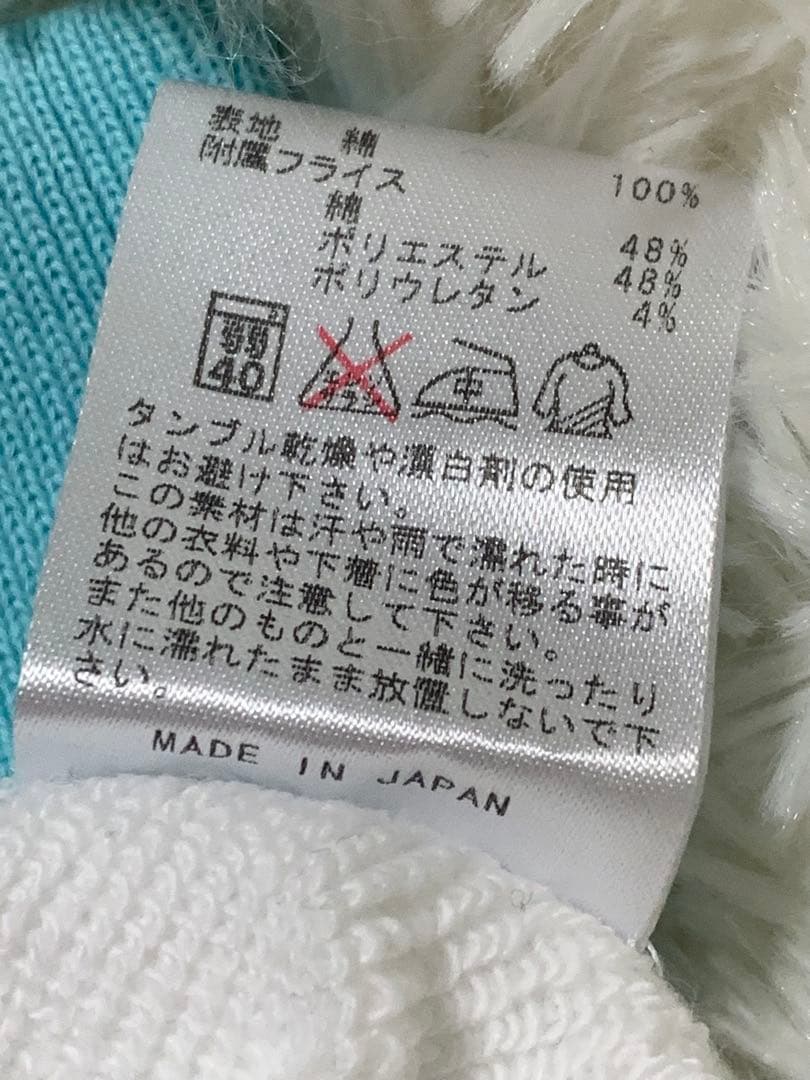 表地 綿 100%
附属フライス
綿 48%
ポリエステル 48%
ポリウレタン 4%
弱 40 中
タンブル乾燥や漂白剤の使用
はお避け下さい。
この素材は汗や雨で濡れた時に
他の衣料や下着に色が移る事が
あるので注意して下さい。
また他のものと一緒に洗ったり
水に濡れたまま放置しないで下
さい。
MADE IN JAPAN